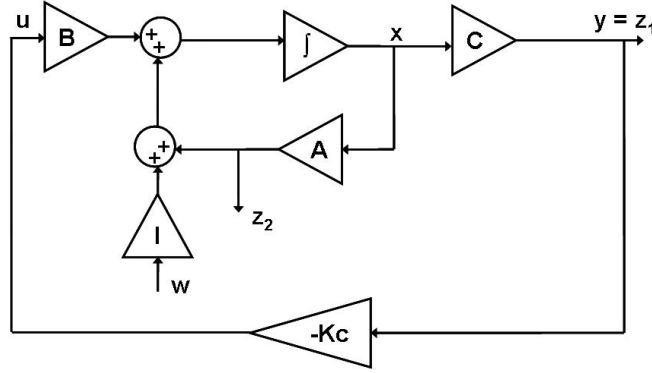 u
B
+
+
∫
x
C
y = z₁
+
+
A
z₂
I
w
-Kc